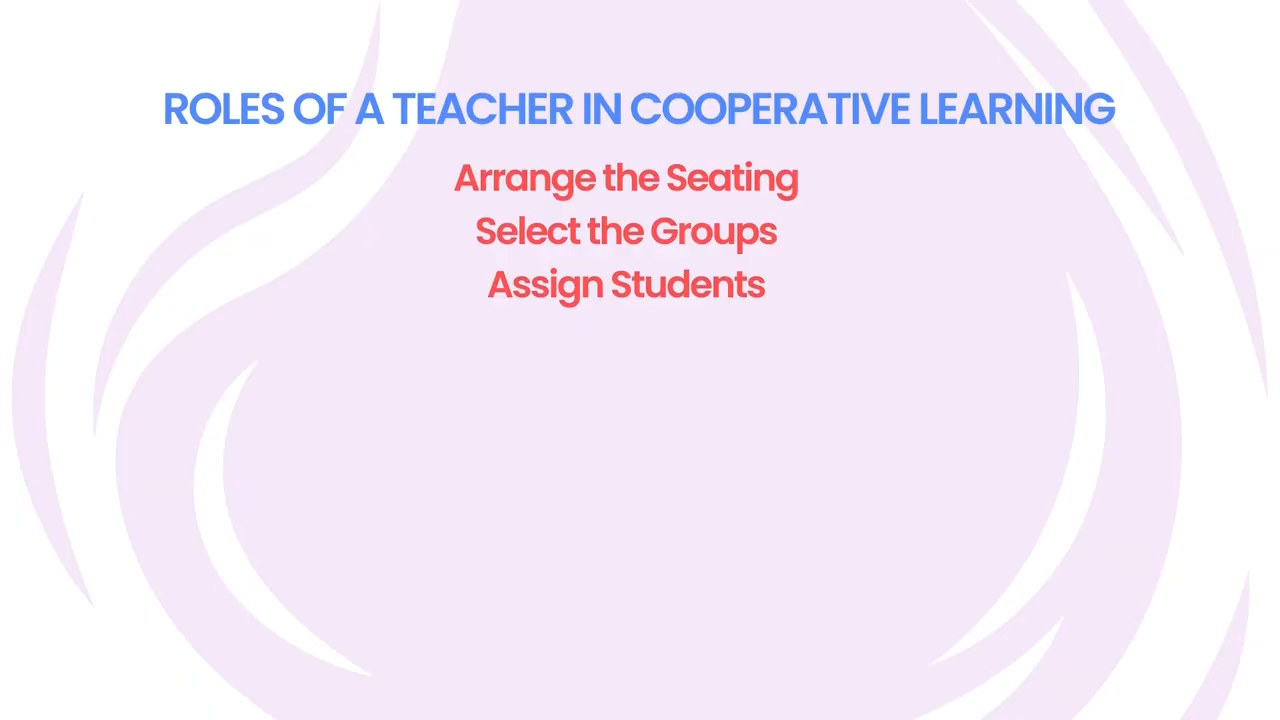 ROLES OF A TEACHER IN COOPERATIVE LEARNING
Arrange the Seating
Select the Groups
Assign Students